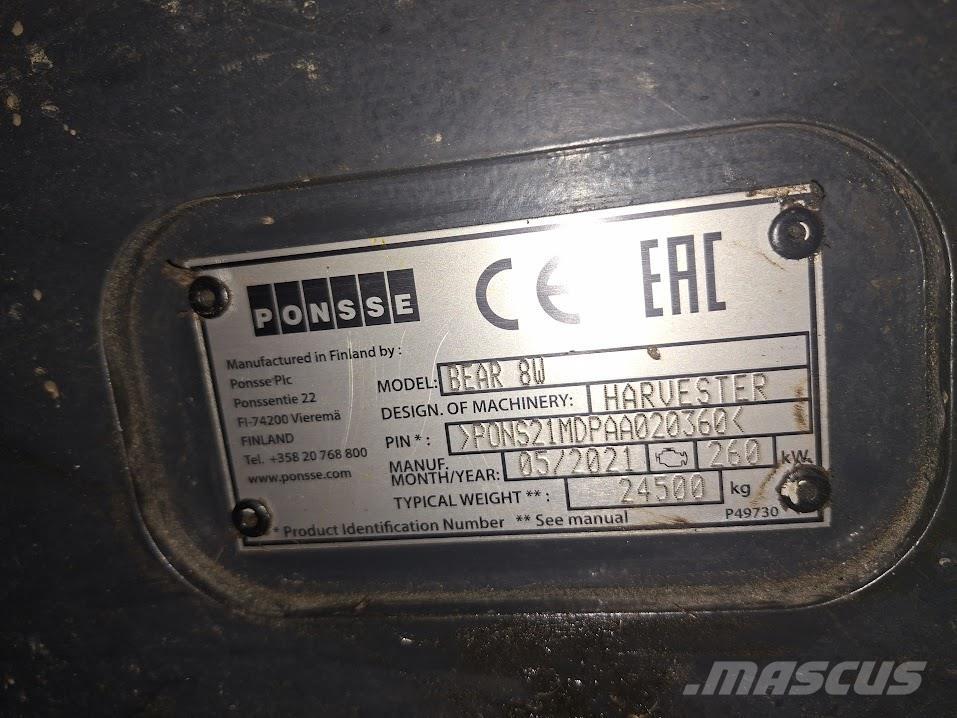 PONSSE
CE EAC
Manufactured in Finland by :
Ponsse Plc
Ponssentie 22
FI-74200 Vieremä
FINLAND
Tel. +358 20 768 800
www.ponsse.com
MODEL: BEAR 8W
DESIGN. OF MACHINERY: HARVESTER
PIN * : >PONS21MDPAA020360<
MANUF. MONTH/YEAR: 05/2021 260 kW
TYPICAL WEIGHT ** : 24500 kg
* Product Identification Number ** See manual P49730
MASCUS